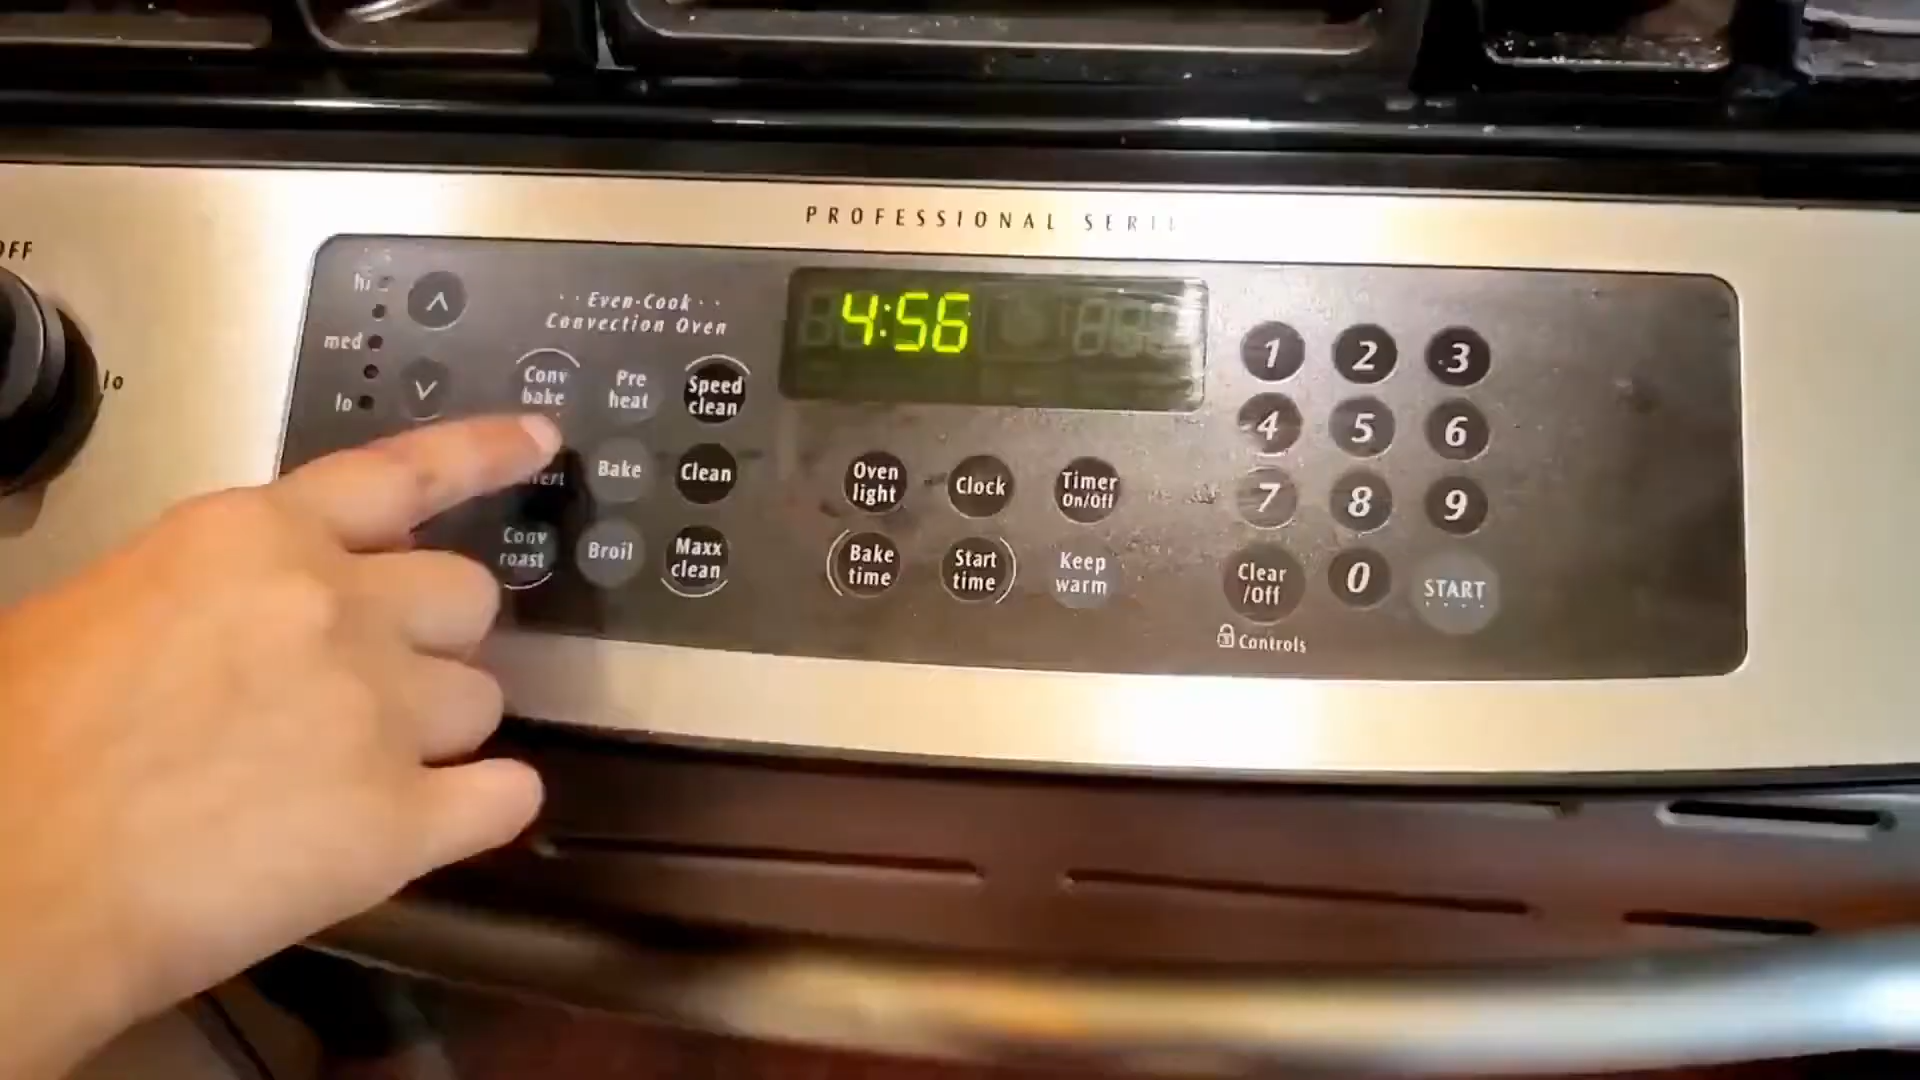 PROFESSIONAL SERIE
OFF
lo
hi
med
lo
Even-Cook
Convection Oven
Conv
bake
Pre
heat
Speed
clean
Bake
Clean
Conv
roast
Broil
Maxx
clean
4:56
Oven
light
Clock
Timer
On/Off
Bake
time
Start
time
Keep
warm
1 2 3
4 5 6
7 8 9
Clear
/Off
0
START
Controls